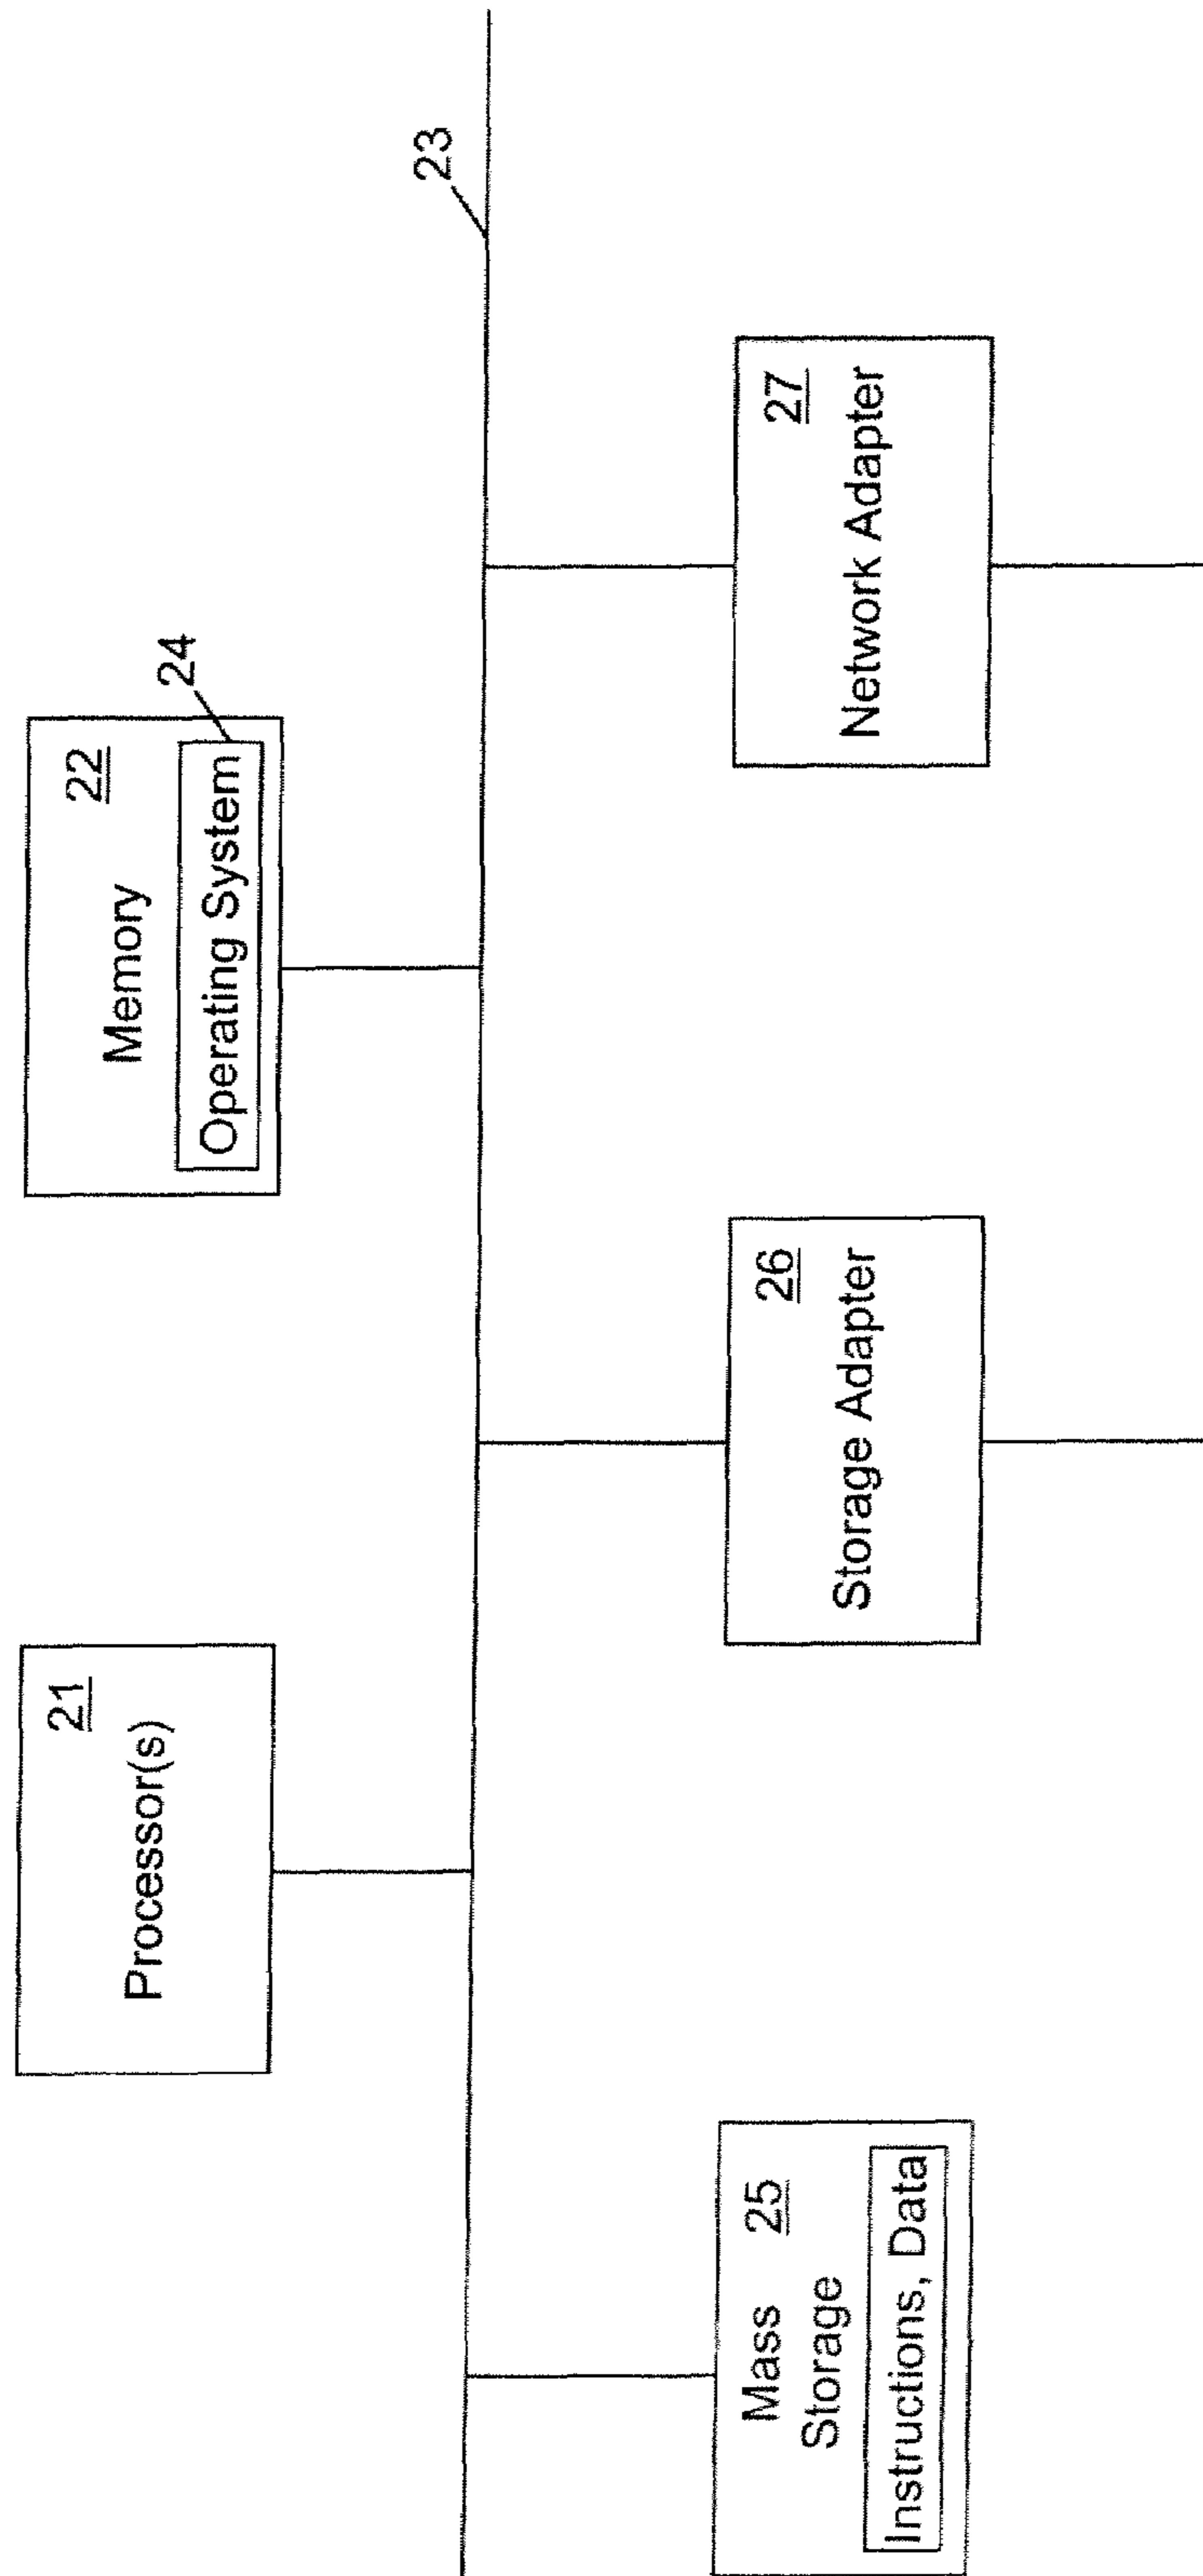 21
Processor(s)
22
Memory
Operating System
24
23
Mass 25
Storage
Instructions, Data
26
Storage Adapter
27
Network Adapter